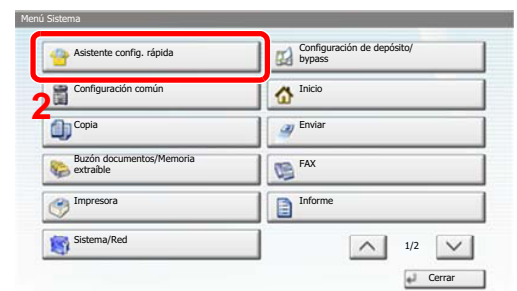 Menú Sistema
Asistente config. rápida
Configuración de depósito/
bypass
2
Configuración común
Inicio
Copia
Enviar
Buzón documentos/Memoria
extraíble
FAX
Impresora
Informe
Sistema/Red
1/2
Cerrar